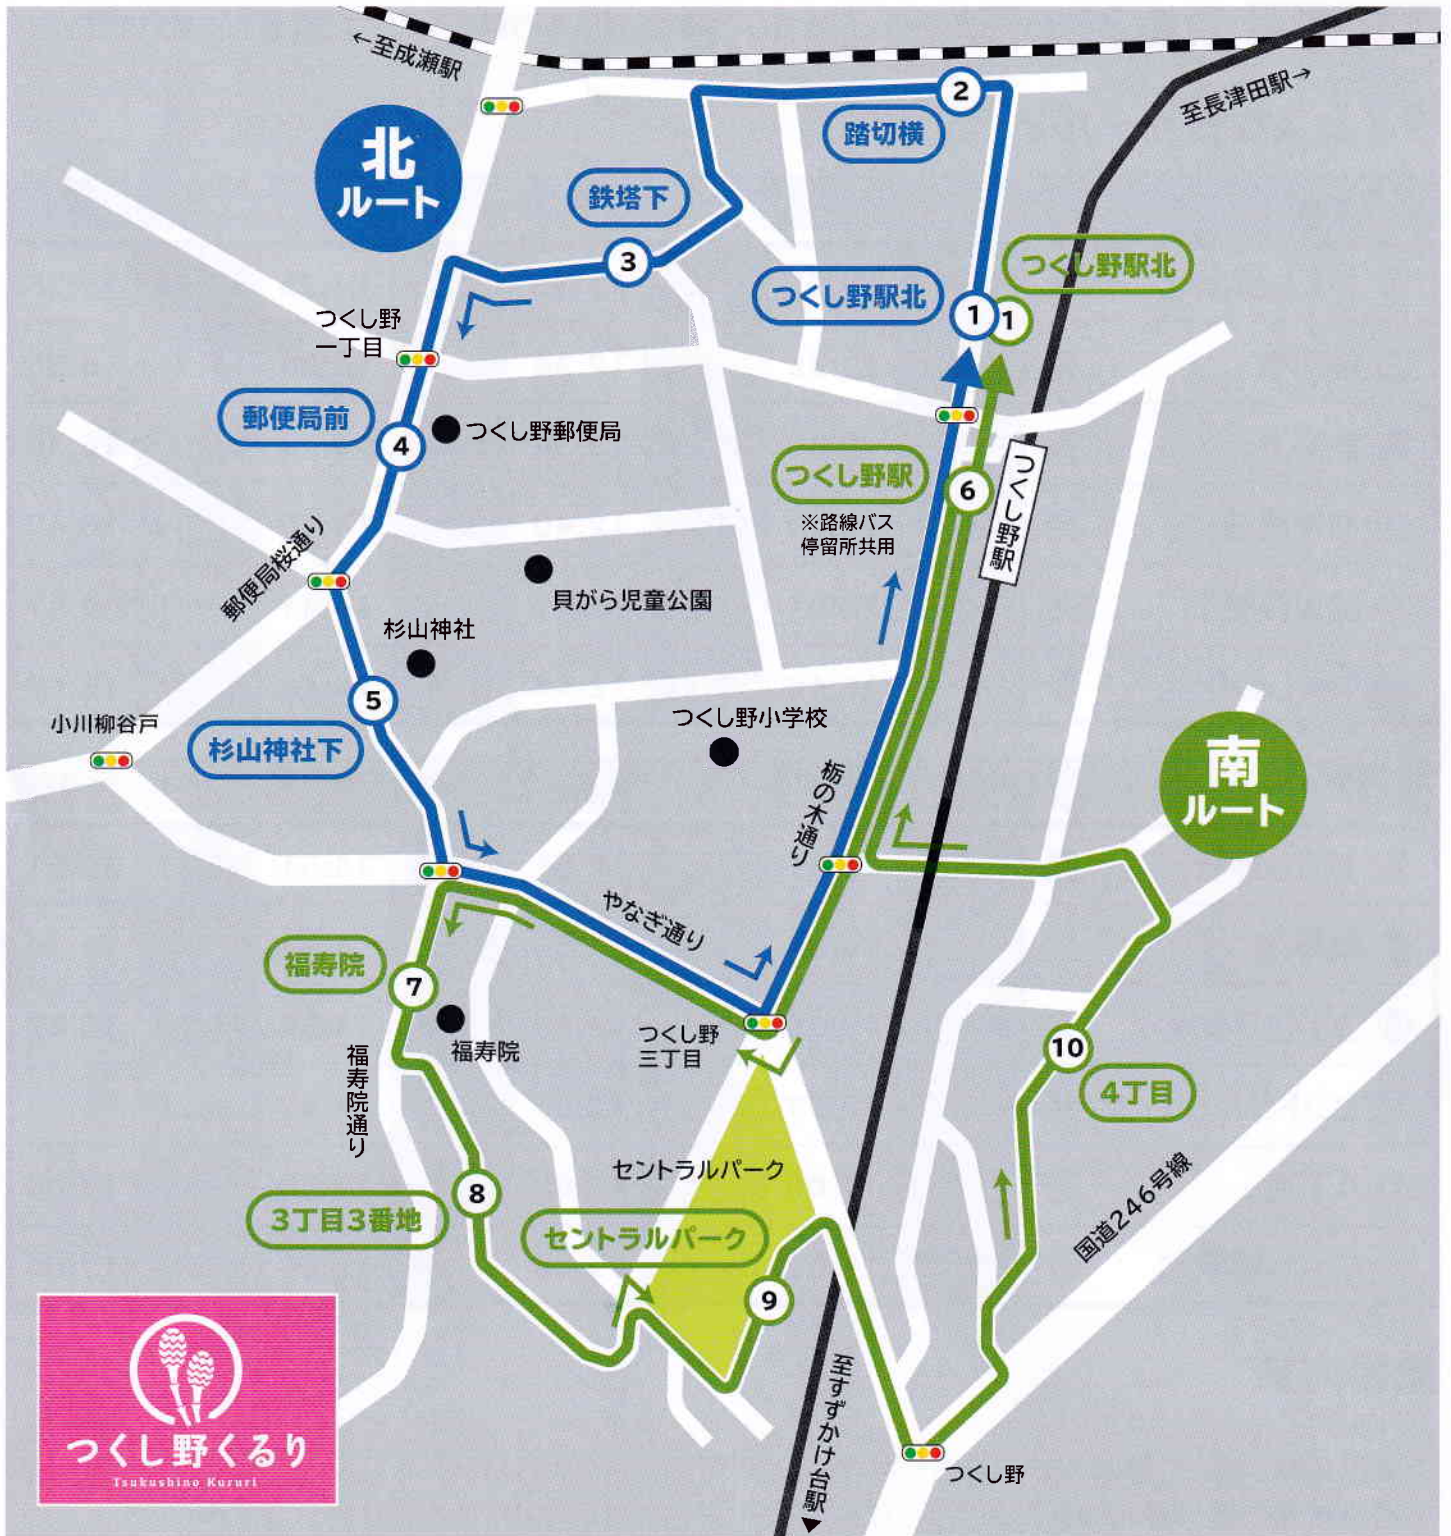 ←至成瀬駅
至長津田駅→
北
ルート
2
踏切横
鉄塔下
3
つくし野駅北
つくし野駅北
1
1
つくし野
一丁目
郵便局前
4
つくし野郵便局
つくし野駅
6
※路線バス
停留所共用
つくし野駅
郵便局桜通り
貝がら児童公園
杉山神社
5
小川柳谷戸
杉山神社下
つくし野小学校
栃の木通り
南
ルート
やなぎ通り
福寿院
7
福寿院
福寿院通り
つくし野
三丁目
10
4丁目
セントラルパーク
8
3丁目3番地
セントラルパーク
9
国道246号線
至すずかけ台駅▼
つくし野
つくし野くるり
Tsukushino Kururi